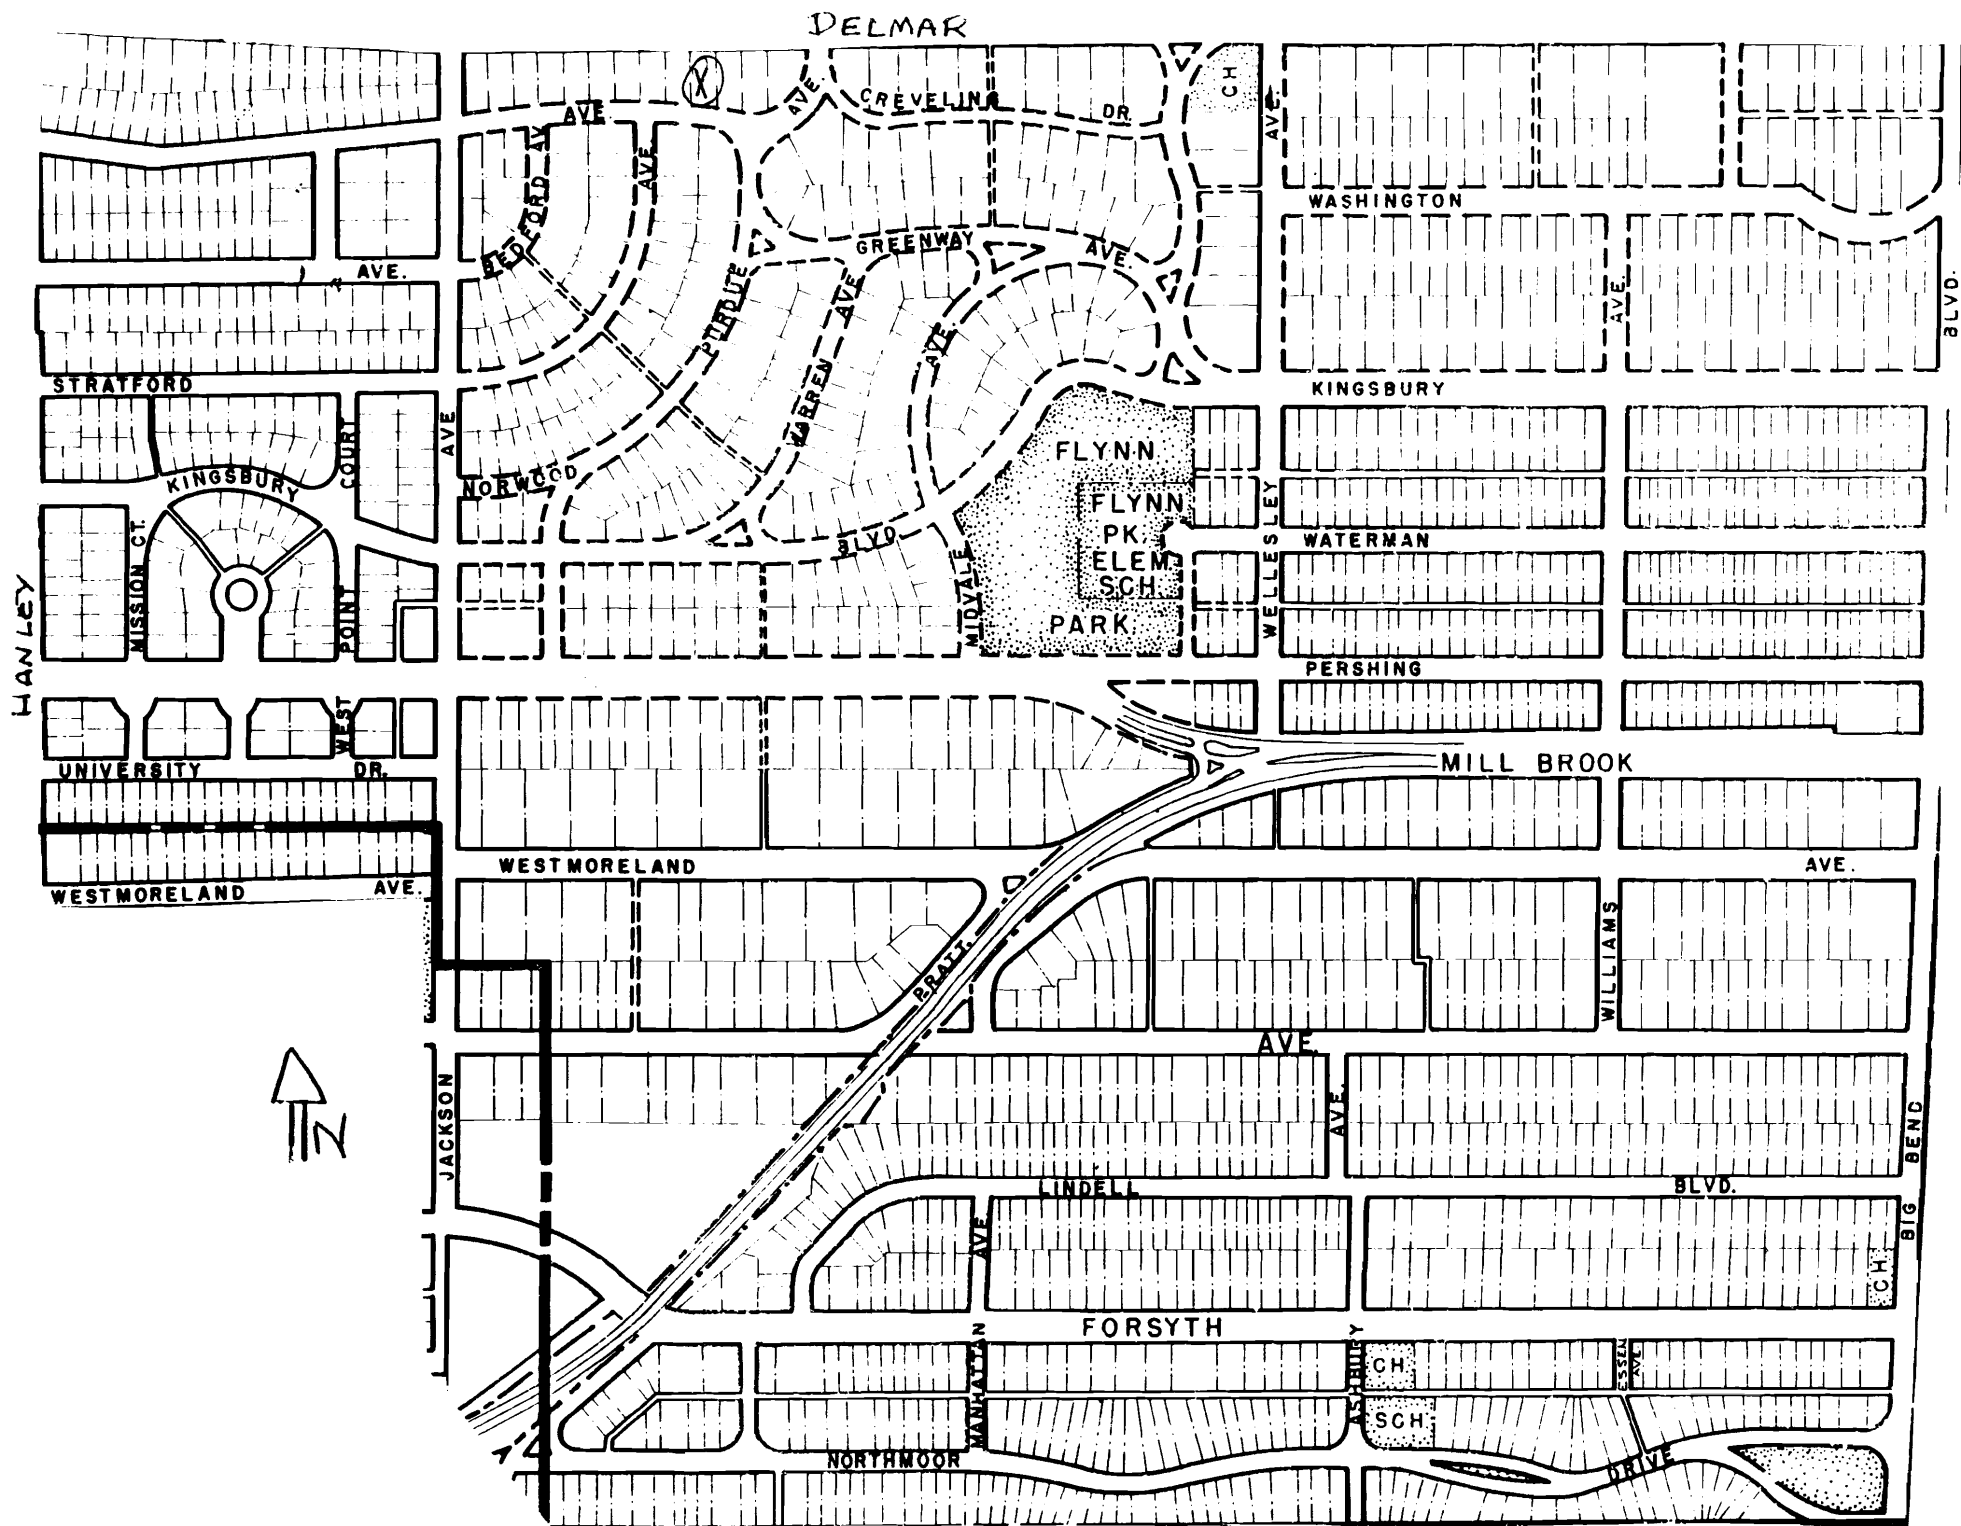 DELMAR
X
CH
AVE.
CREVELING
DR.
AVE.
AVE.
BEDFORD AV.
AVE
WASHINGTON
GREENWAY
AVE.
AVE.
PURDUE
AVE
AVE.
BLVD.
AVE.
STRATFORD
KINGSBURY
WARREN
AVE
COURT
FLYNN
KINGSBURY
NORWOOD
FLYNN
PK.
ELEM
SCH
PARK
WELLESLEY
WATERMAN
MISSION CT.
BLVD.
MIDVALE
HANLEY
POINT
PERSHING
WEST
UNIVERSITY
DR.
MILL BROOK
WESTMORELAND
AVE.
WESTMORELAND
AVE.
PRATT
WILLIAMS
AVE.
JACKSON
AVE.
BEND
LINDELL
BLVD.
AVE
BIG
CH
FORSYTH
MANHATTAN
ASHBURY
CH
ESSEN
AVE
SCH
NORTHMOOR
DRIVE
N